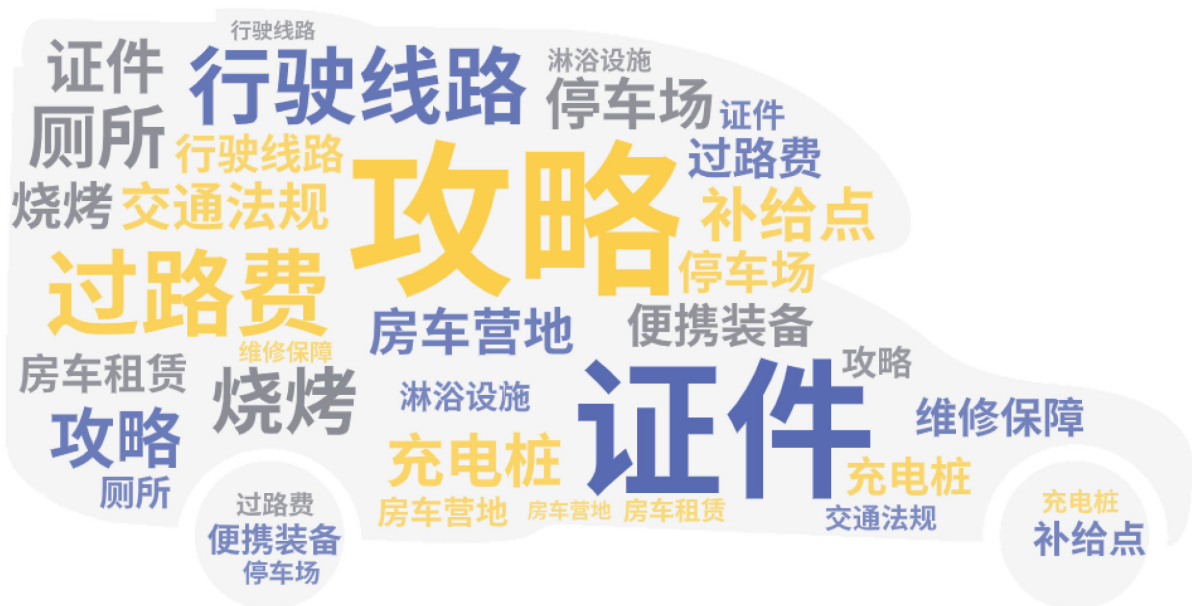 行驶线路
证件
行驶线路
淋浴设施
停车场
证件
厕所
行驶线路
过路费
攻略
烧烤
交通法规
补给点
过路费
停车场
房车营地
便携装备
维修保障
房车租赁
攻略
烧烤
证件
淋浴设施
维修保障
攻略
充电桩
充电桩
厕所
房车营地
房车营地
房车租赁
交通法规
过路费
充电桩
便携装备
补给点
停车场